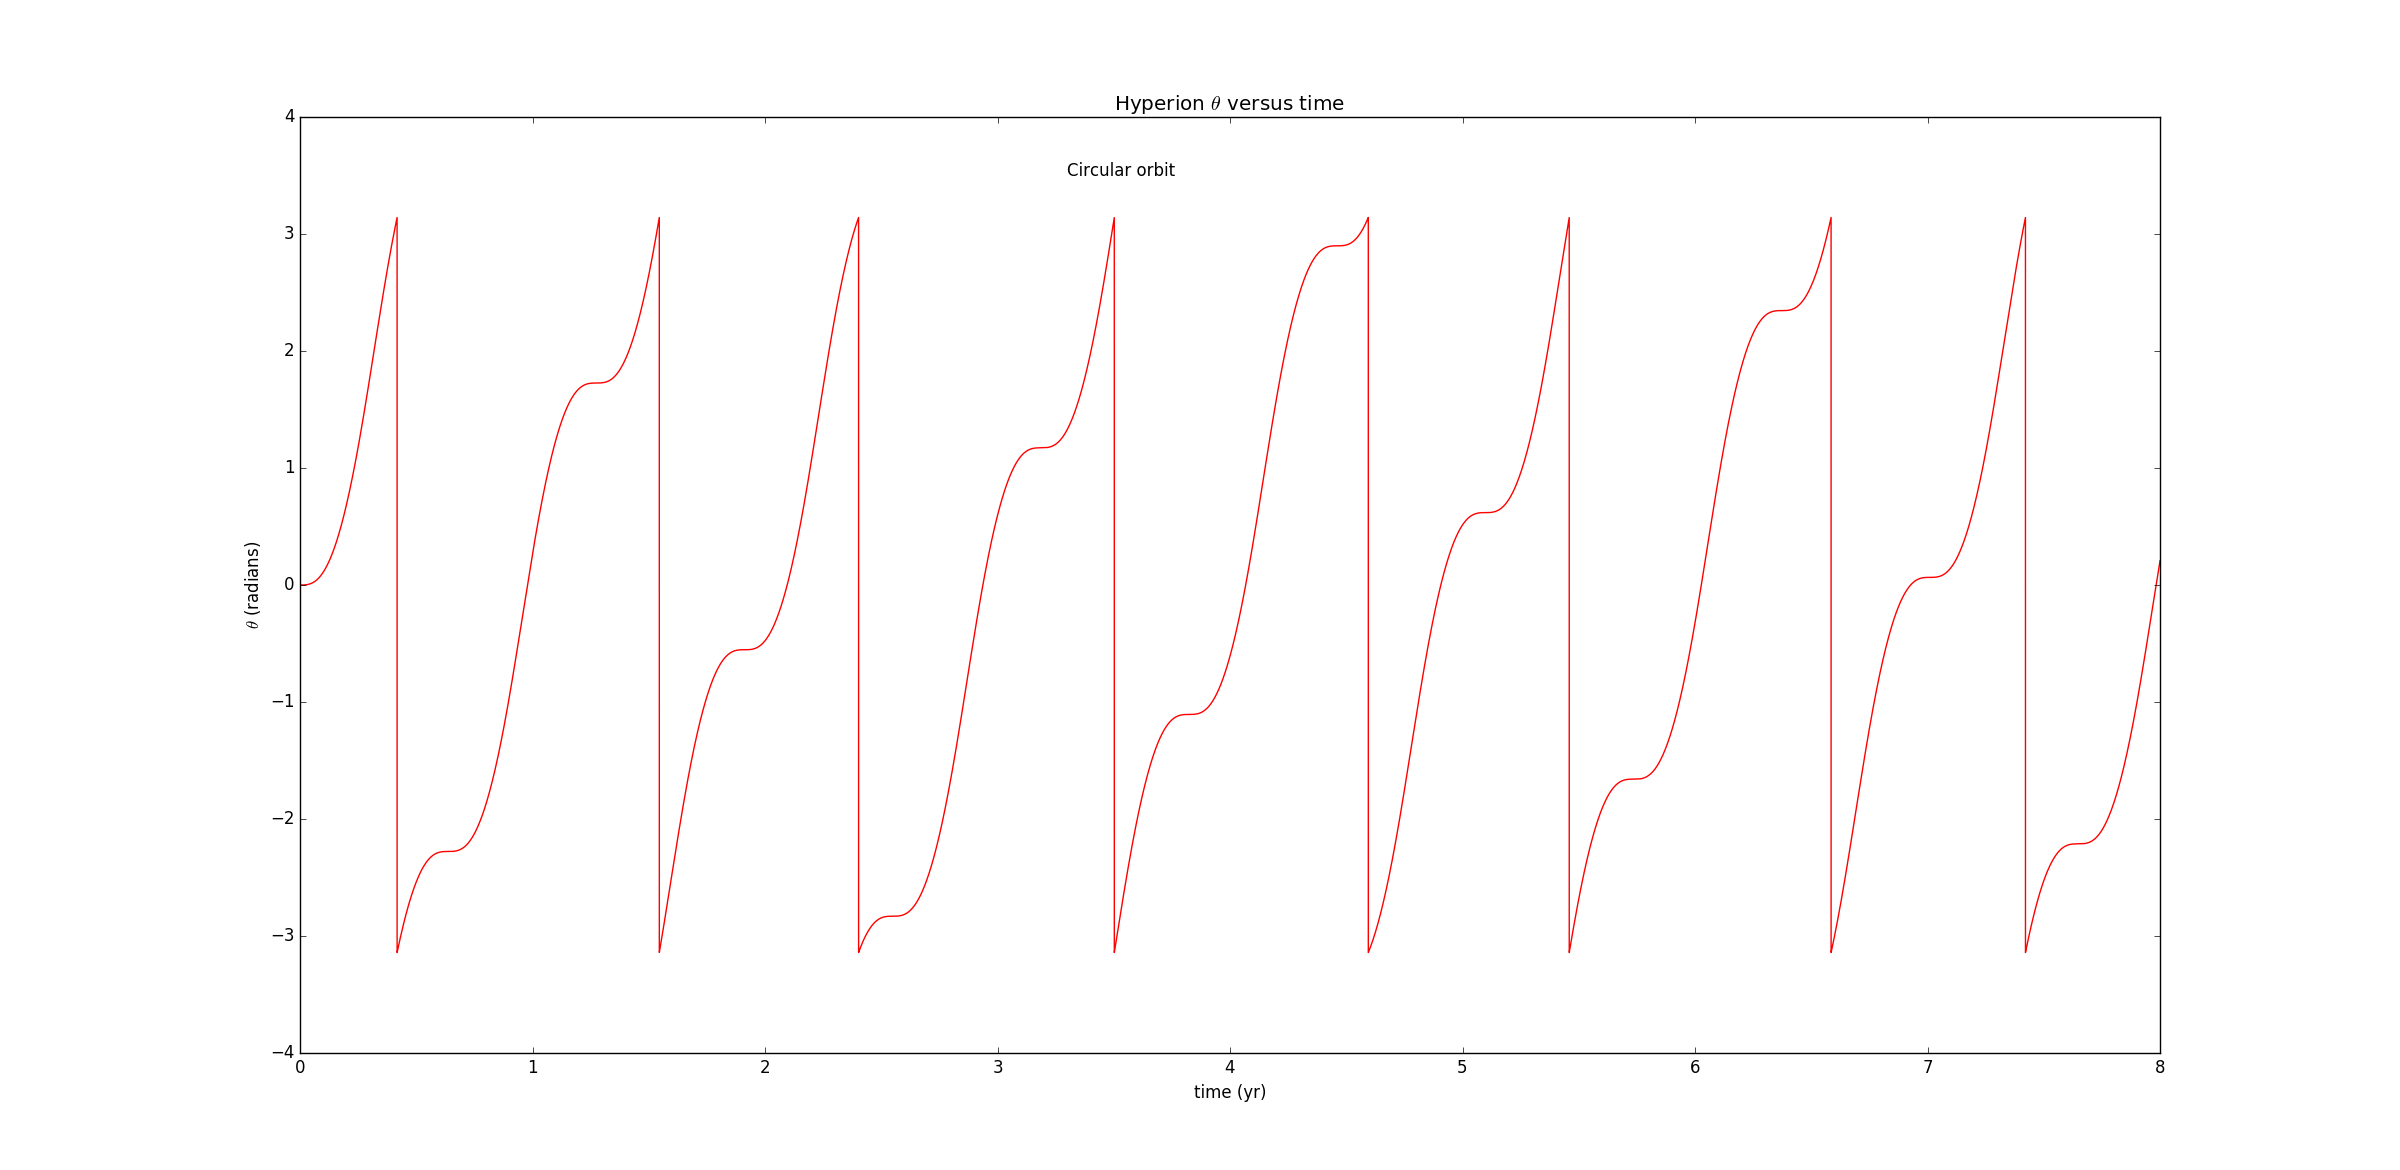 Hyperion θ versus time
Circular orbit
4
3
2
1
0
−1
−2
−3
−4
θ (radians)
0 1 2 3 4 5 6 7 8
time (yr)